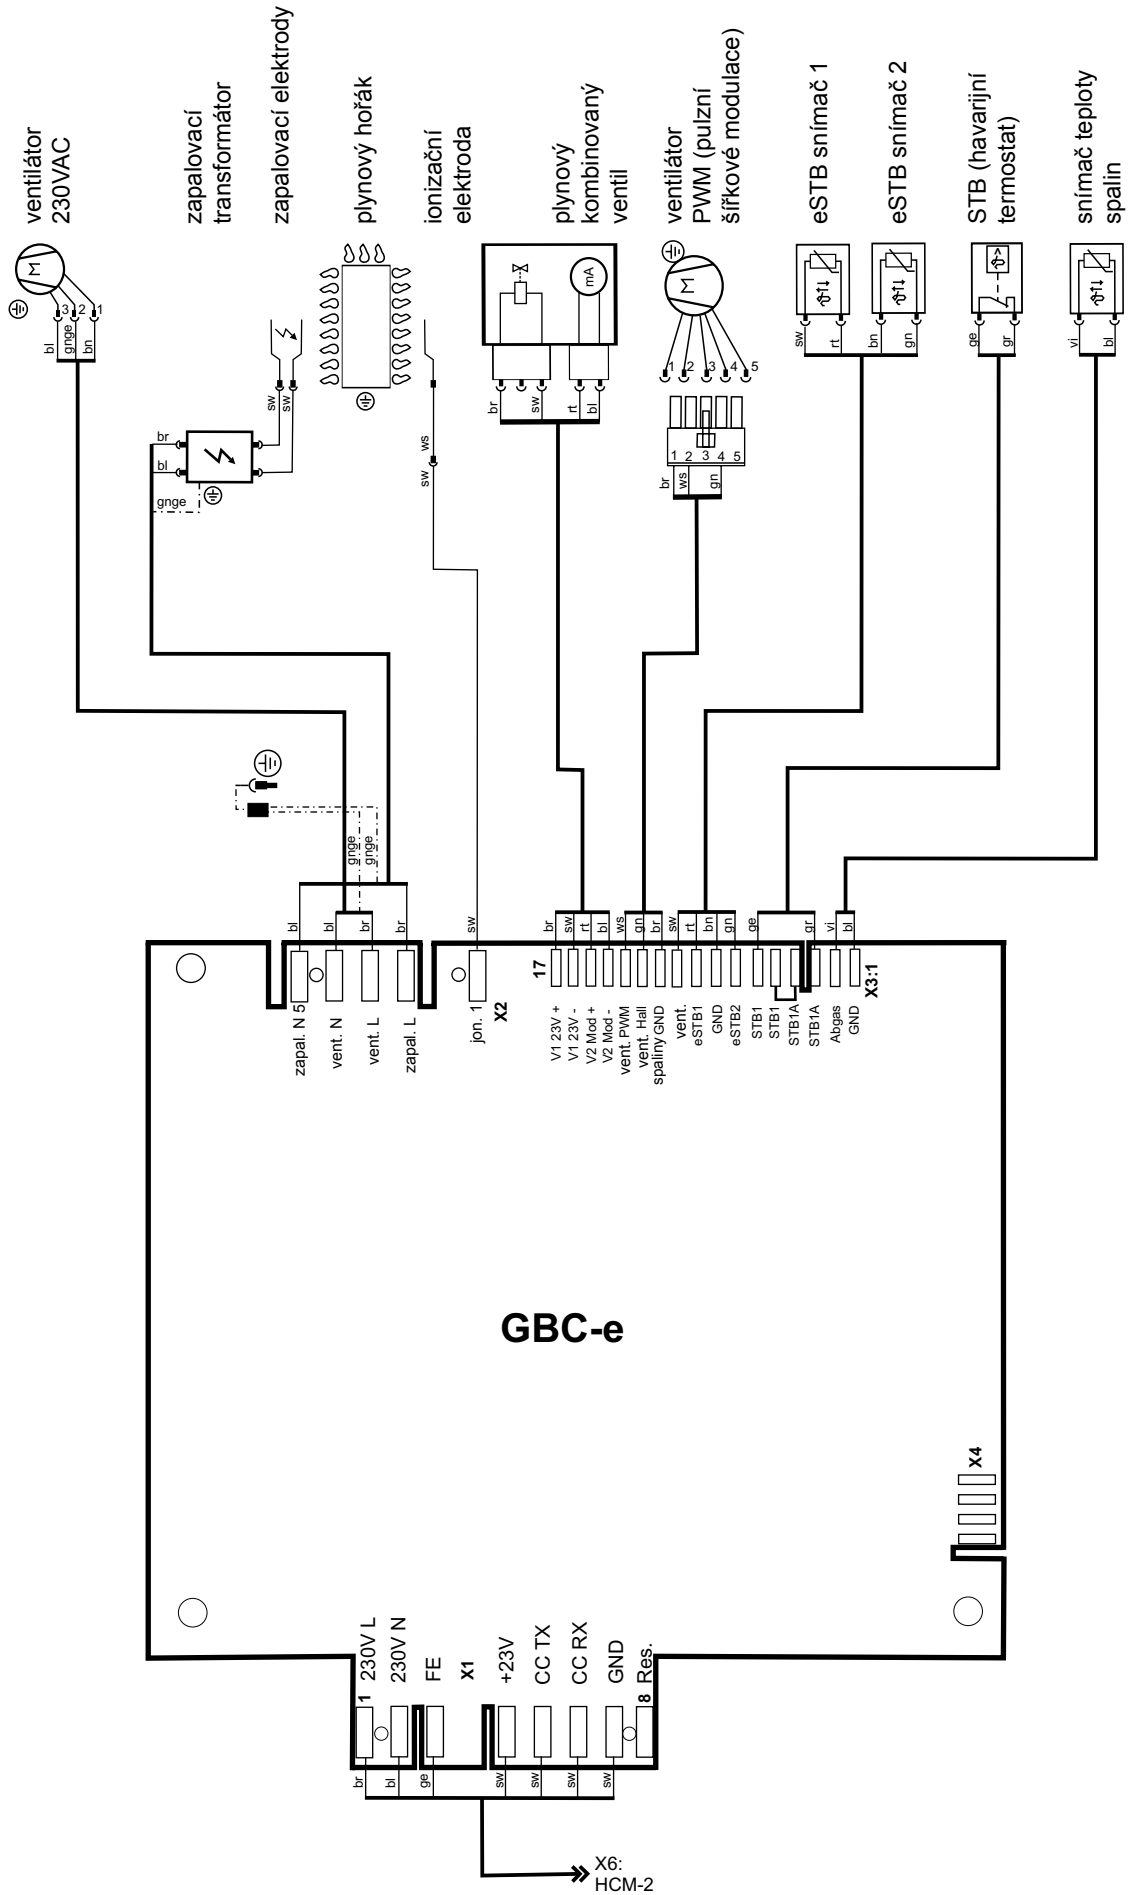 ventilátor
230VAC
zapalovací
transformátor
zapalovací elektrody
plynový hořák
ionizační
elektroda
plynový
kombinovaný
ventil
ventilátor
PWM (pulzní
šířkové modulace)
eSTB snímač 1
eSTB snímač 2
STB (havarijní
termostat)
snímač teploty
spalin
M
3
2
1
bl
gnge
bn
br
bl
gnge
sw
sw
ws
sw
mA
br
sw
rt
bl
M
1
2
3
4
5
1
2
3
4
5
br
ws
gn
sw
rt
bn
gn
ge
gr
vi
bl
gnge
gnge
bl
bl
br
br
sw
br
sw
rt
bl
ws
gn
br
sw
rt
bn
gn
ge
gr
vi
bl
zapal. N 5
vent. N
vent. L
zapal. L
jon. 1
X2
17
V1 23V +
V1 23V -
V2 Mod +
V2 Mod -
vent. PWM
vent. Hall
spaliny GND
vent.
eSTB1
GND
eSTB2
STB1
STB1
STB1A
STB1A
Abgas
GND
X3:1
GBC-e
X4
1 230V L
230V N
FE
X1
+23V
CC TX
CC RX
GND
8 Res.
br
bl
ge
sw
sw
sw
sw
X6:
HCM-2